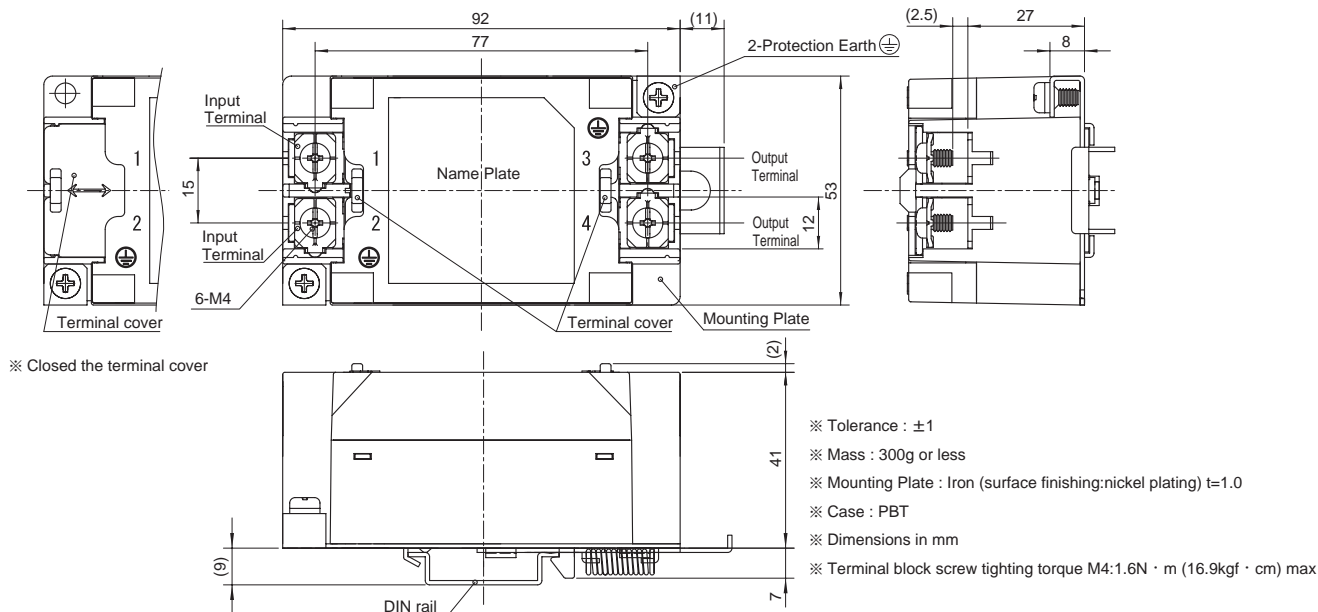 92
(11)
77
2-Protection Earth
(2.5)
27
8
Input
Terminal
1
2
15
Name Plate
1
2
3
4
Output
Terminal
Output
Terminal
12
53
Input
Terminal
6-M4
Terminal cover
Terminal cover
Mounting Plate
※ Closed the terminal cover
(2)
41
(9)
7
DIN rail
※ Tolerance : ±1
※ Mass : 300g or less
※ Mounting Plate : Iron (surface finishing:nickel plating) t=1.0
※ Case : PBT
※ Dimensions in mm
※ Terminal block screw tighting torque M4:1.6N・m (16.9kgf・cm) max